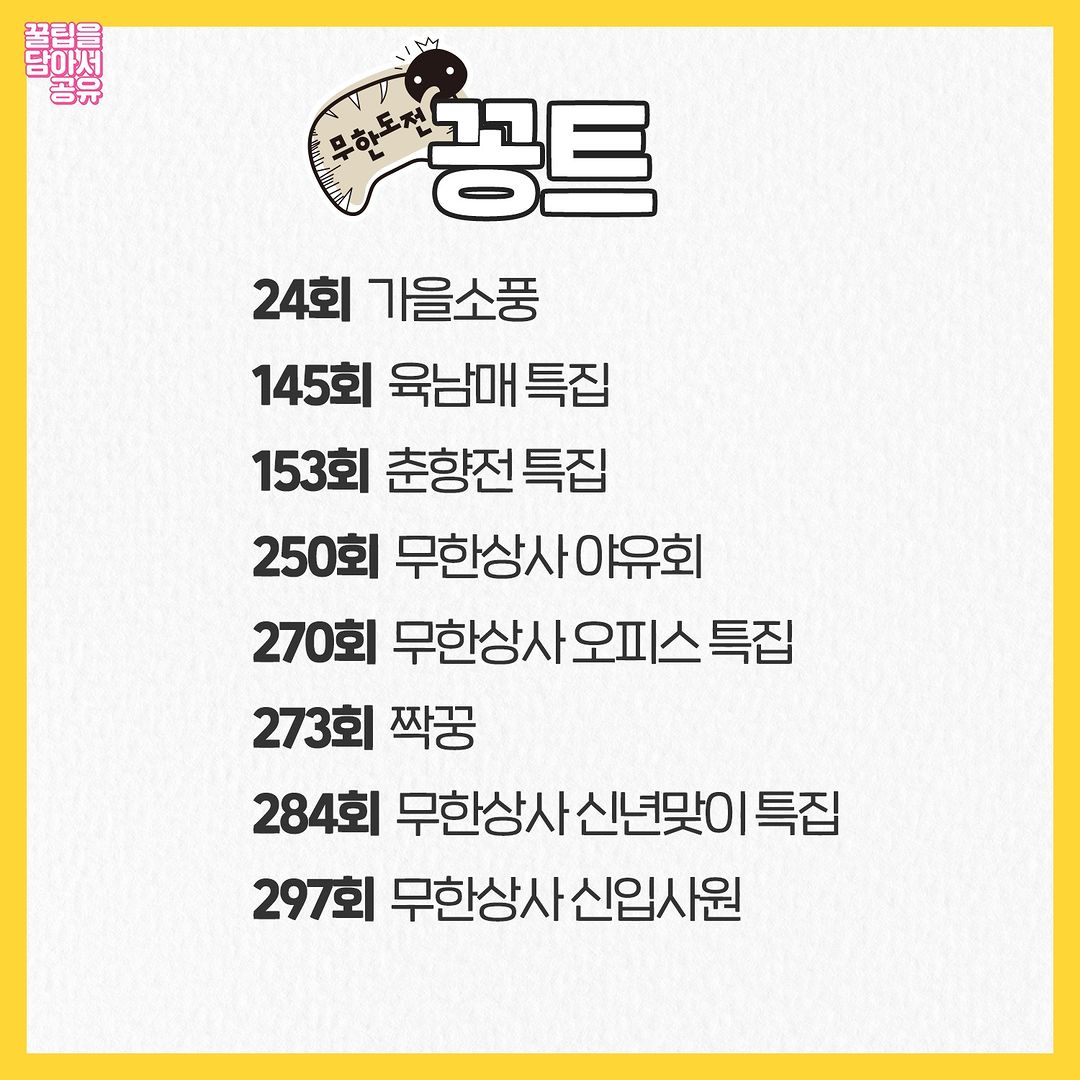 꿀팁을
담아서
공유
무한도전
꽁트
24회 가을소풍
145회 육남매 특집
153회 춘향전 특집
250회 무한상사 야유회
270회 무한상사 오피스 특집
273회 짝꿍
284회 무한상사 신년맞이 특집
297회 무한상사 신입사원